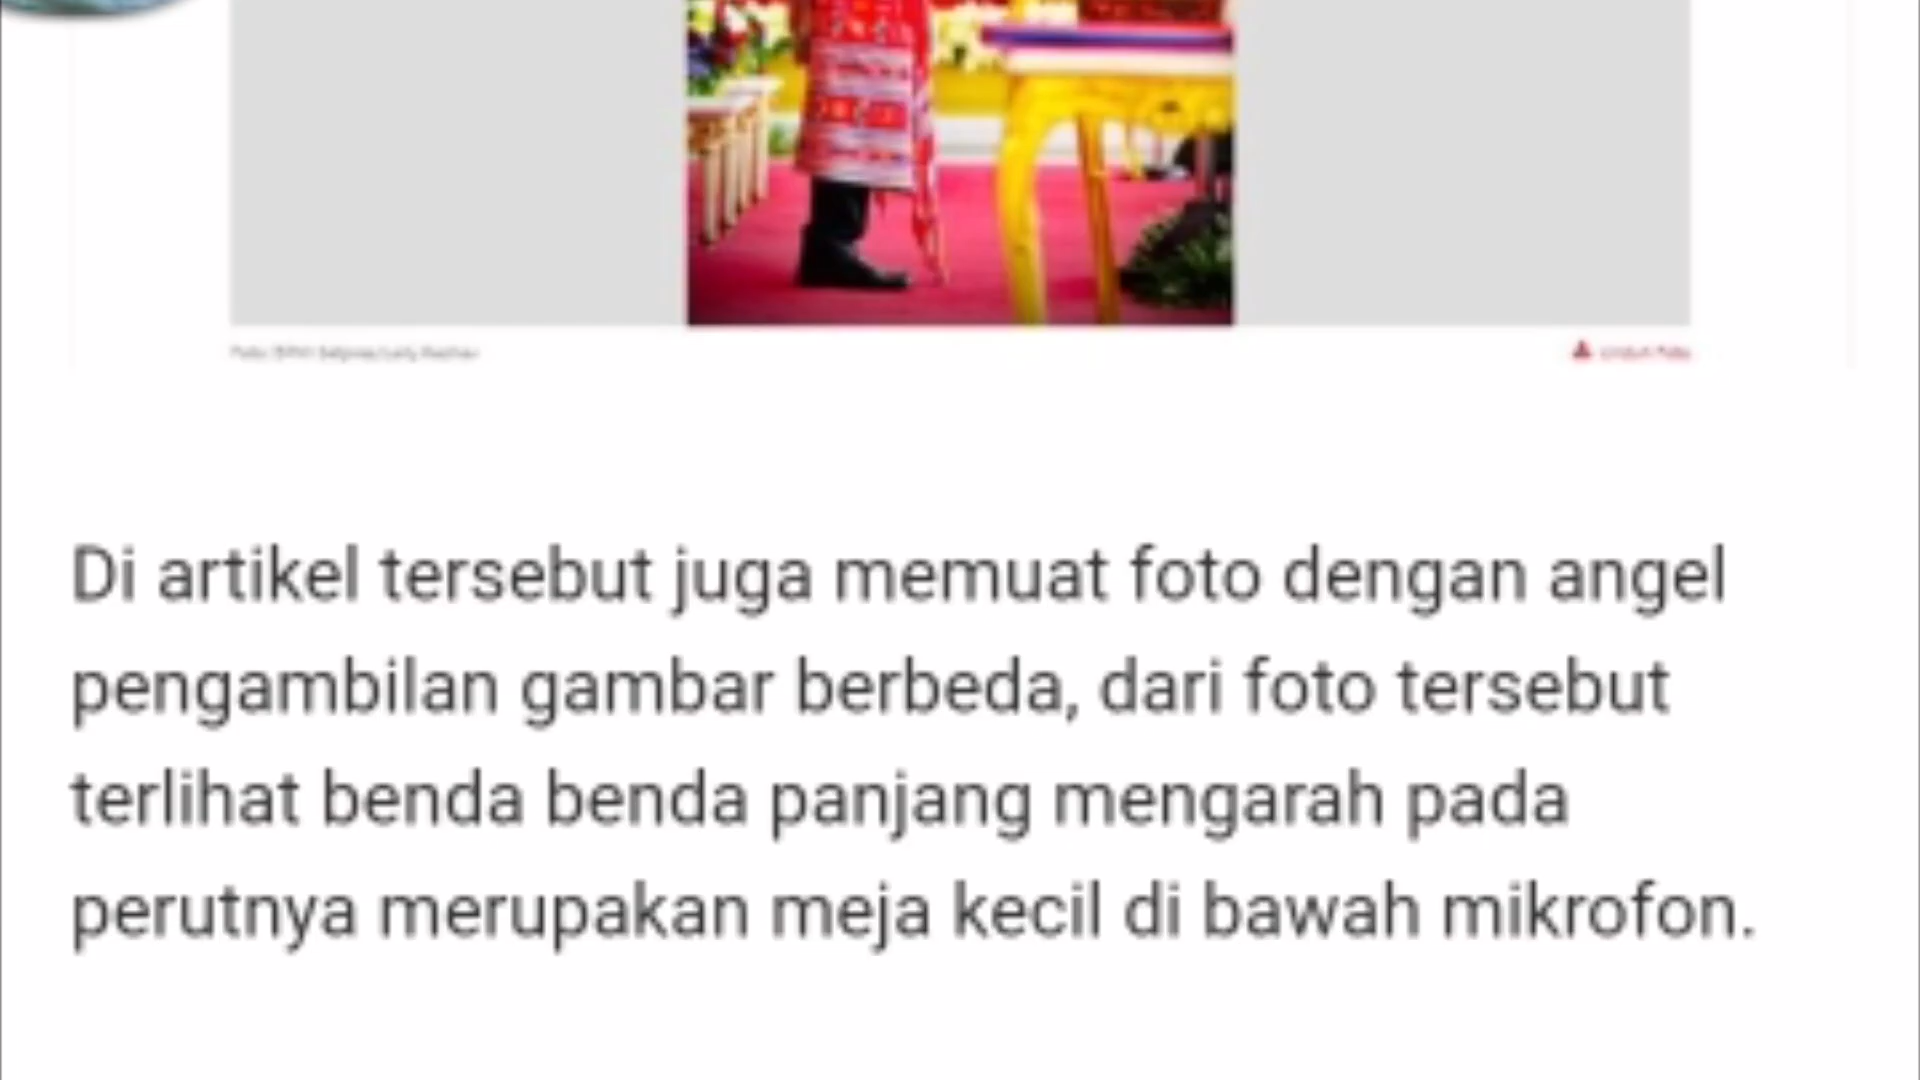 Di artikel tersebut juga memuat foto dengan angel
pengambilan gambar berbeda, dari foto tersebut
terlihat benda benda panjang mengarah pada
perutnya merupakan meja kecil di bawah mikrofon.